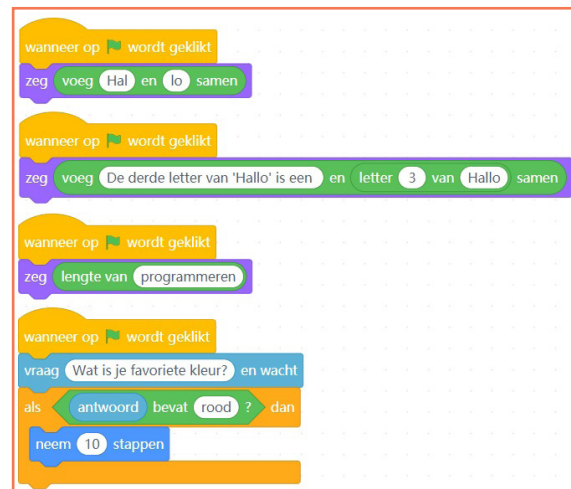 wanneer op wordt geklikt
zeg voeg Hal en lo samen
wanneer op wordt geklikt
zeg voeg De derde letter van 'Hallo' is een en letter 3 van Hallo samen
wanneer op wordt geklikt
zeg lengte van programmeren
wanneer op wordt geklikt
vraag Wat is je favoriete kleur? en wacht
als antwoord bevat rood ? dan
neem 10 stappen